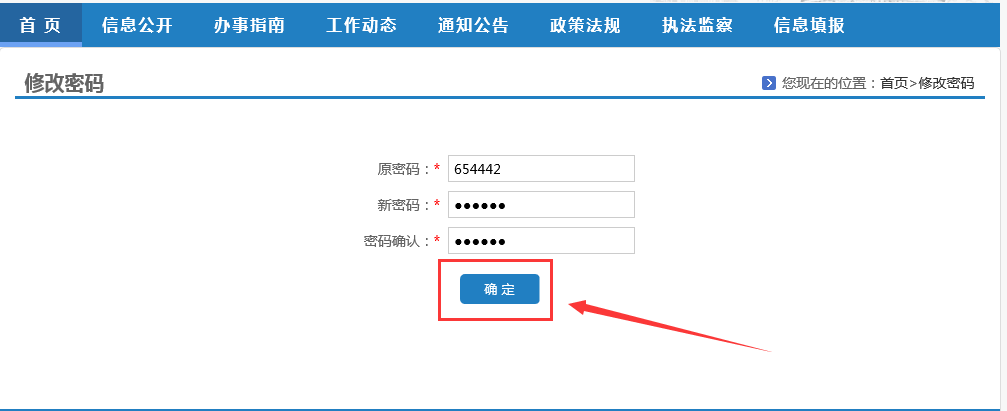 首 页 信息公开 办事指南 工作动态 通知公告 政策法规 执法监察 信息填报
修改密码 您现在的位置：首页>修改密码
原密码：* 654442
新密码：* ●●●●●●
密码确认：* ●●●●●●
确 定